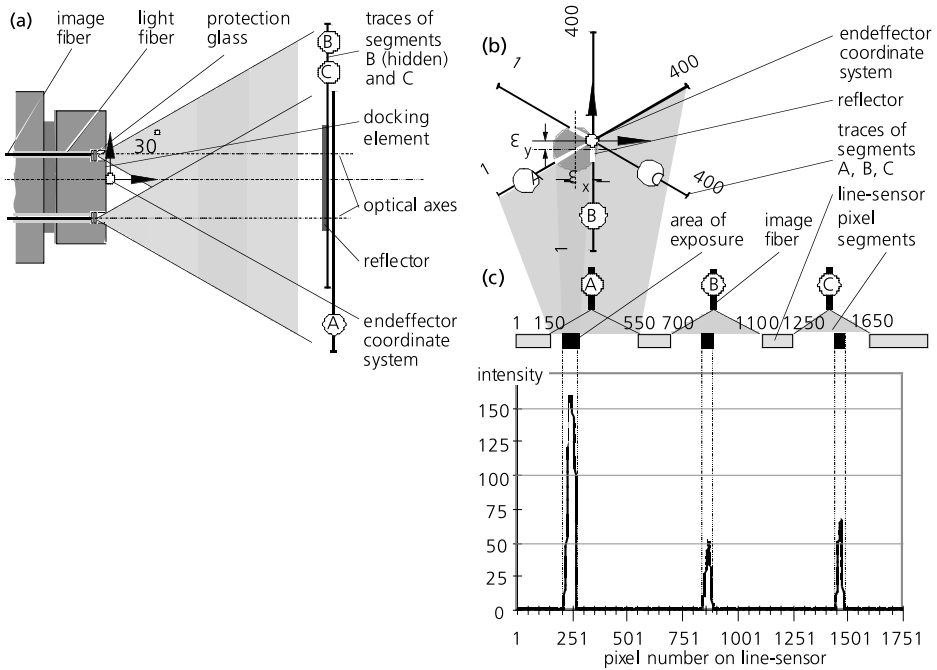 (a)
image
fiber
light
fiber
protection
glass
traces of
segments
B (hidden)
and C
B
C
30°
docking
element
optical axes
reflector
A
endeffector
coordinate
system
(b)
400
1
400
endeffector
coordinate
system
reflector
ε
y
traces of
segments
A, B, C
1
A
ε
x
400
B
1
area of
exposure
image
fiber
line-sensor
pixel
segments
(c)
A
B
C
1
150
550
700
1100
1250
1650
intensity
150
125
100
75
50
25
0
1
251
501
751
1001
1251
1501
1751
pixel number on line-sensor